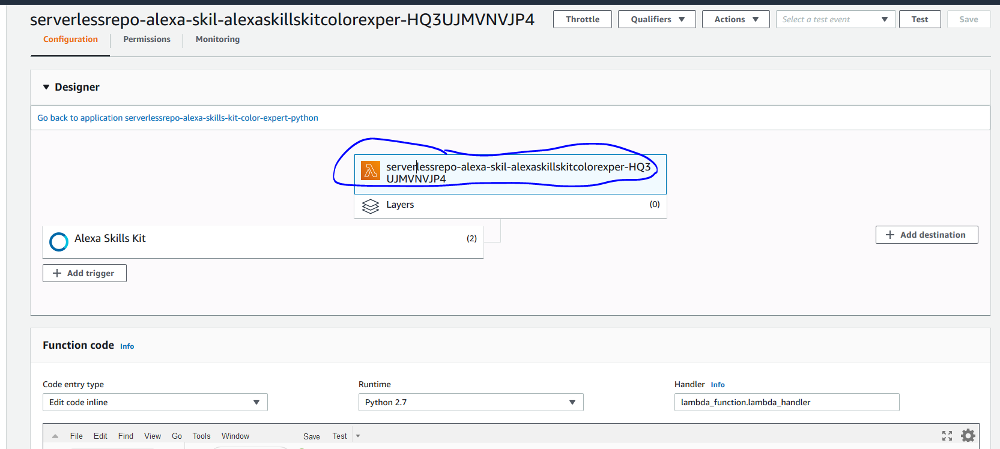 serverlessrepo-alexa-skil-alexaskillskitcolorexper-HQ3UJMVNVJP4
Throttle
Qualifiers
Actions
Select a test event
Test
Save
Configuration
Permissions
Monitoring
Designer
Go back to application serverlessrepo-alexa-skills-kit-color-expert-python
serverlessrepo-alexa-skil-alexaskillskitcolorexper-HQ3
UJMVNVJP4
Layers
(0)
Alexa Skills Kit
(2)
+ Add destination
+ Add trigger
Function code Info
Code entry type
Runtime
Handler Info
Edit code inline
Python 2.7
lambda_function.lambda_handler
File Edit Find View Go Tools Window Save Test